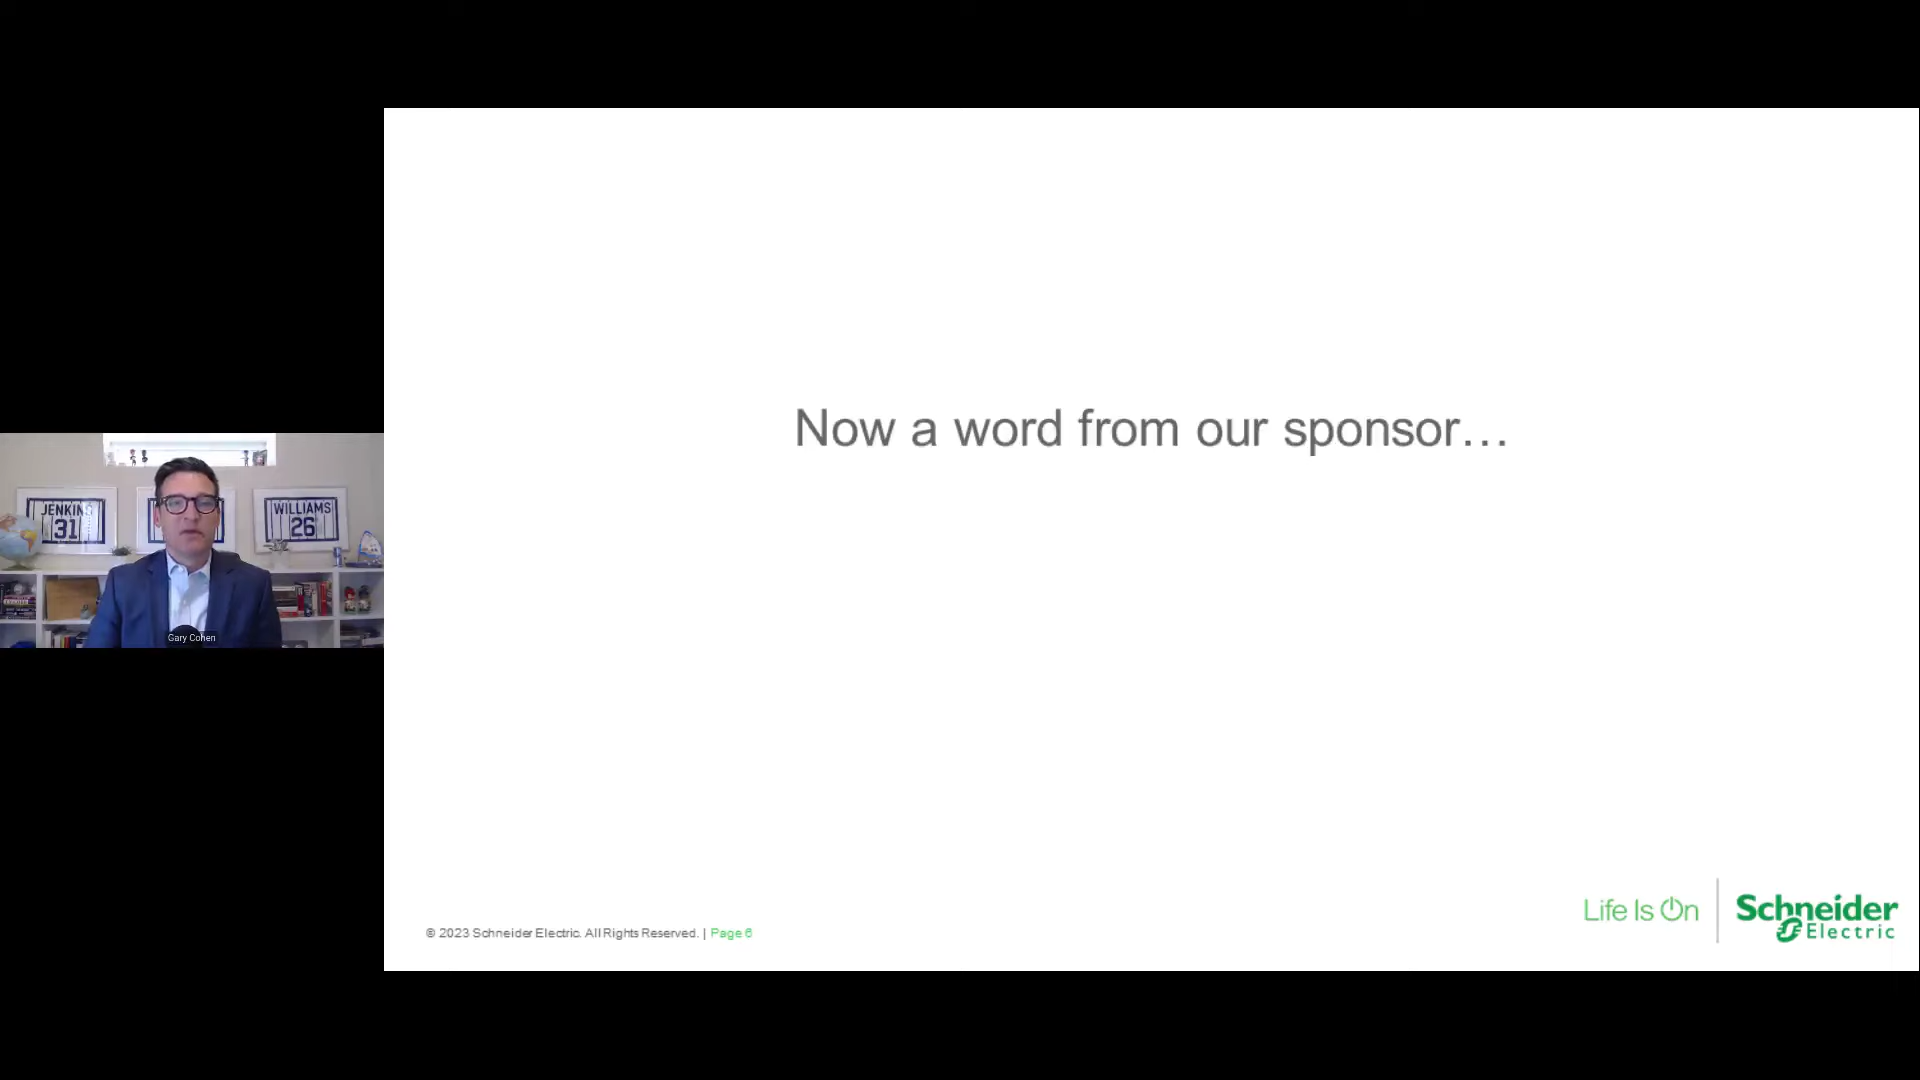 Now a word from our sponsor…
JENKINS
31
WILLIAMS
26
Gary Cohen
© 2023 Schneider Electric. All Rights Reserved. | Page 6
Life Is On
Schneider
Electric